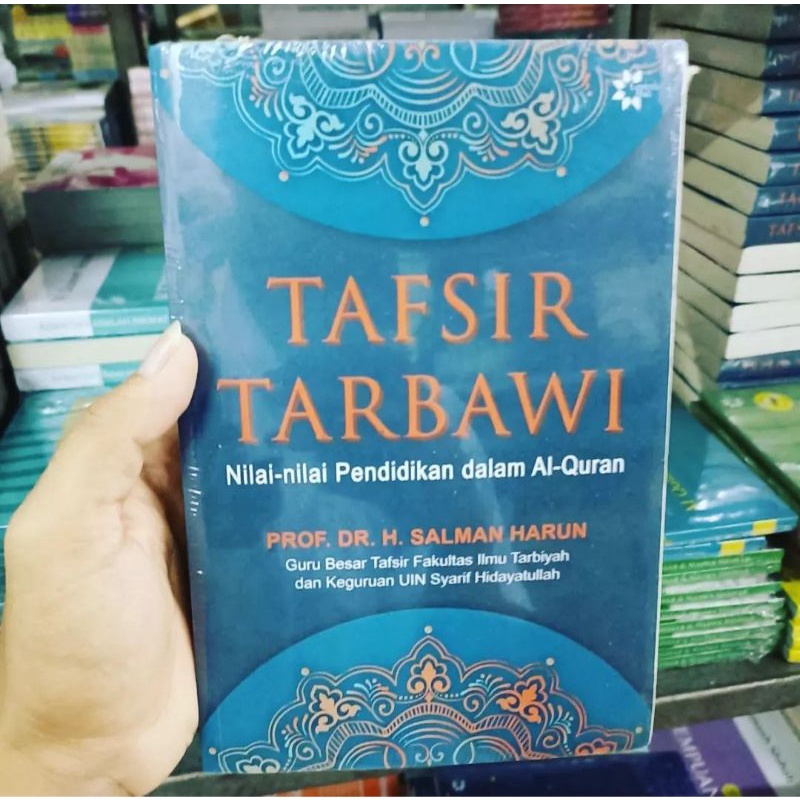 TAFSIR
TARBAWI
Nilai-nilai Pendidikan dalam Al-Quran
PROF. DR. H. SALMAN HARUN
Guru Besar Tafsir Fakultas Ilmu Tarbiyah
dan Keguruan UIN Syarif Hidayatullah
TAFSIR